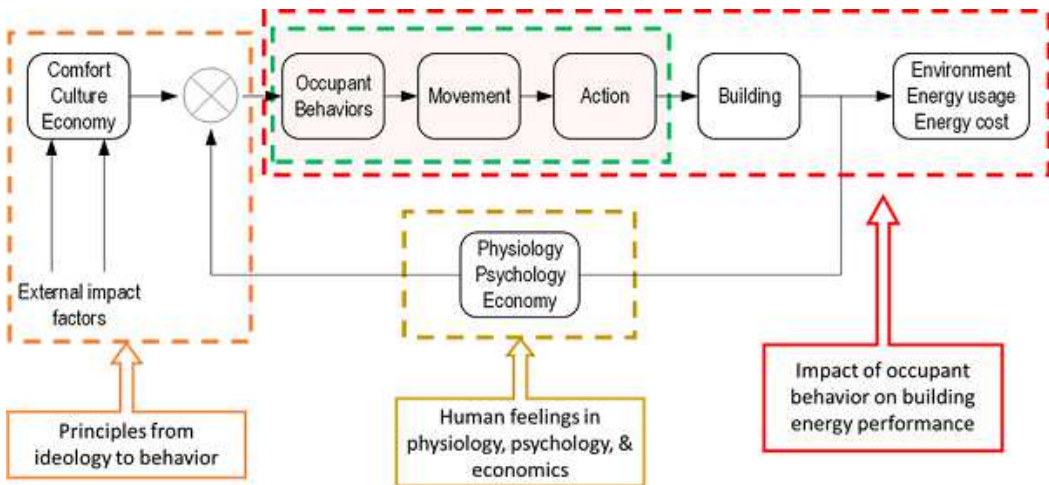 Comfort
Culture
Economy
Occupant
Behaviors
Movement
Action
Building
Environment
Energy usage
Energy cost
Physiology
Psychology
Economy
External impact
factors
Principles from
ideology to behavior
Human feelings in
physiology, psychology, &
economics
Impact of occupant
behavior on building
energy performance